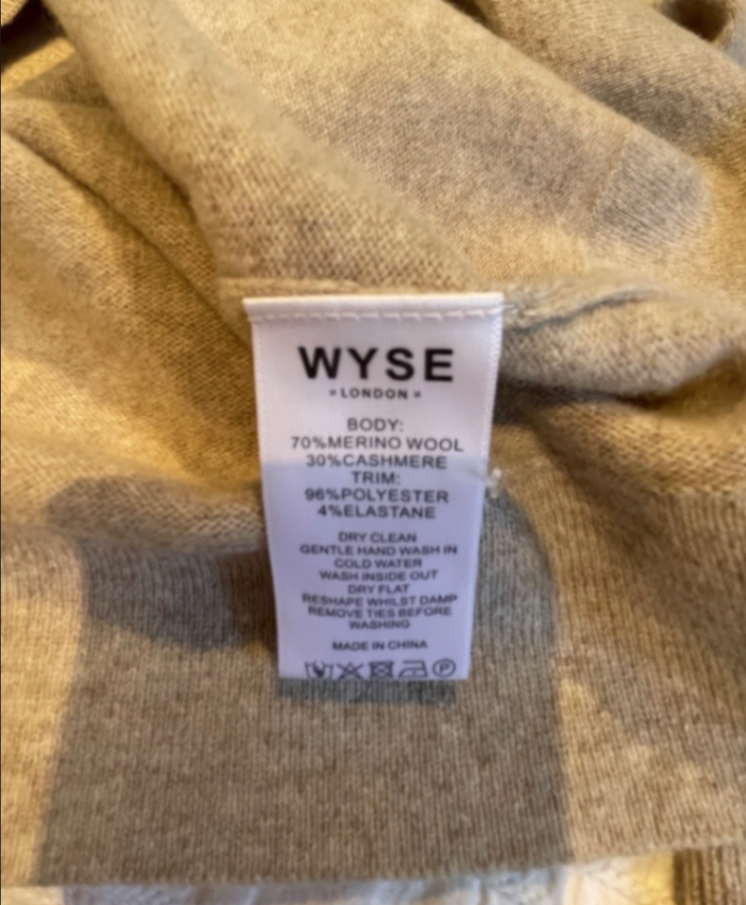 WYSE
LONDON
BODY:
70%MERINO WOOL
30%CASHMERE
TRIM:
96%POLYESTER
4%ELASTANE
DRY CLEAN
GENTLE HAND WASH IN
COLD WATER
WASH INSIDE OUT
DRY FLAT
RESHAPE WHILST DAMP
REMOVE TIES BEFORE
WASHING
MADE IN CHINA
P